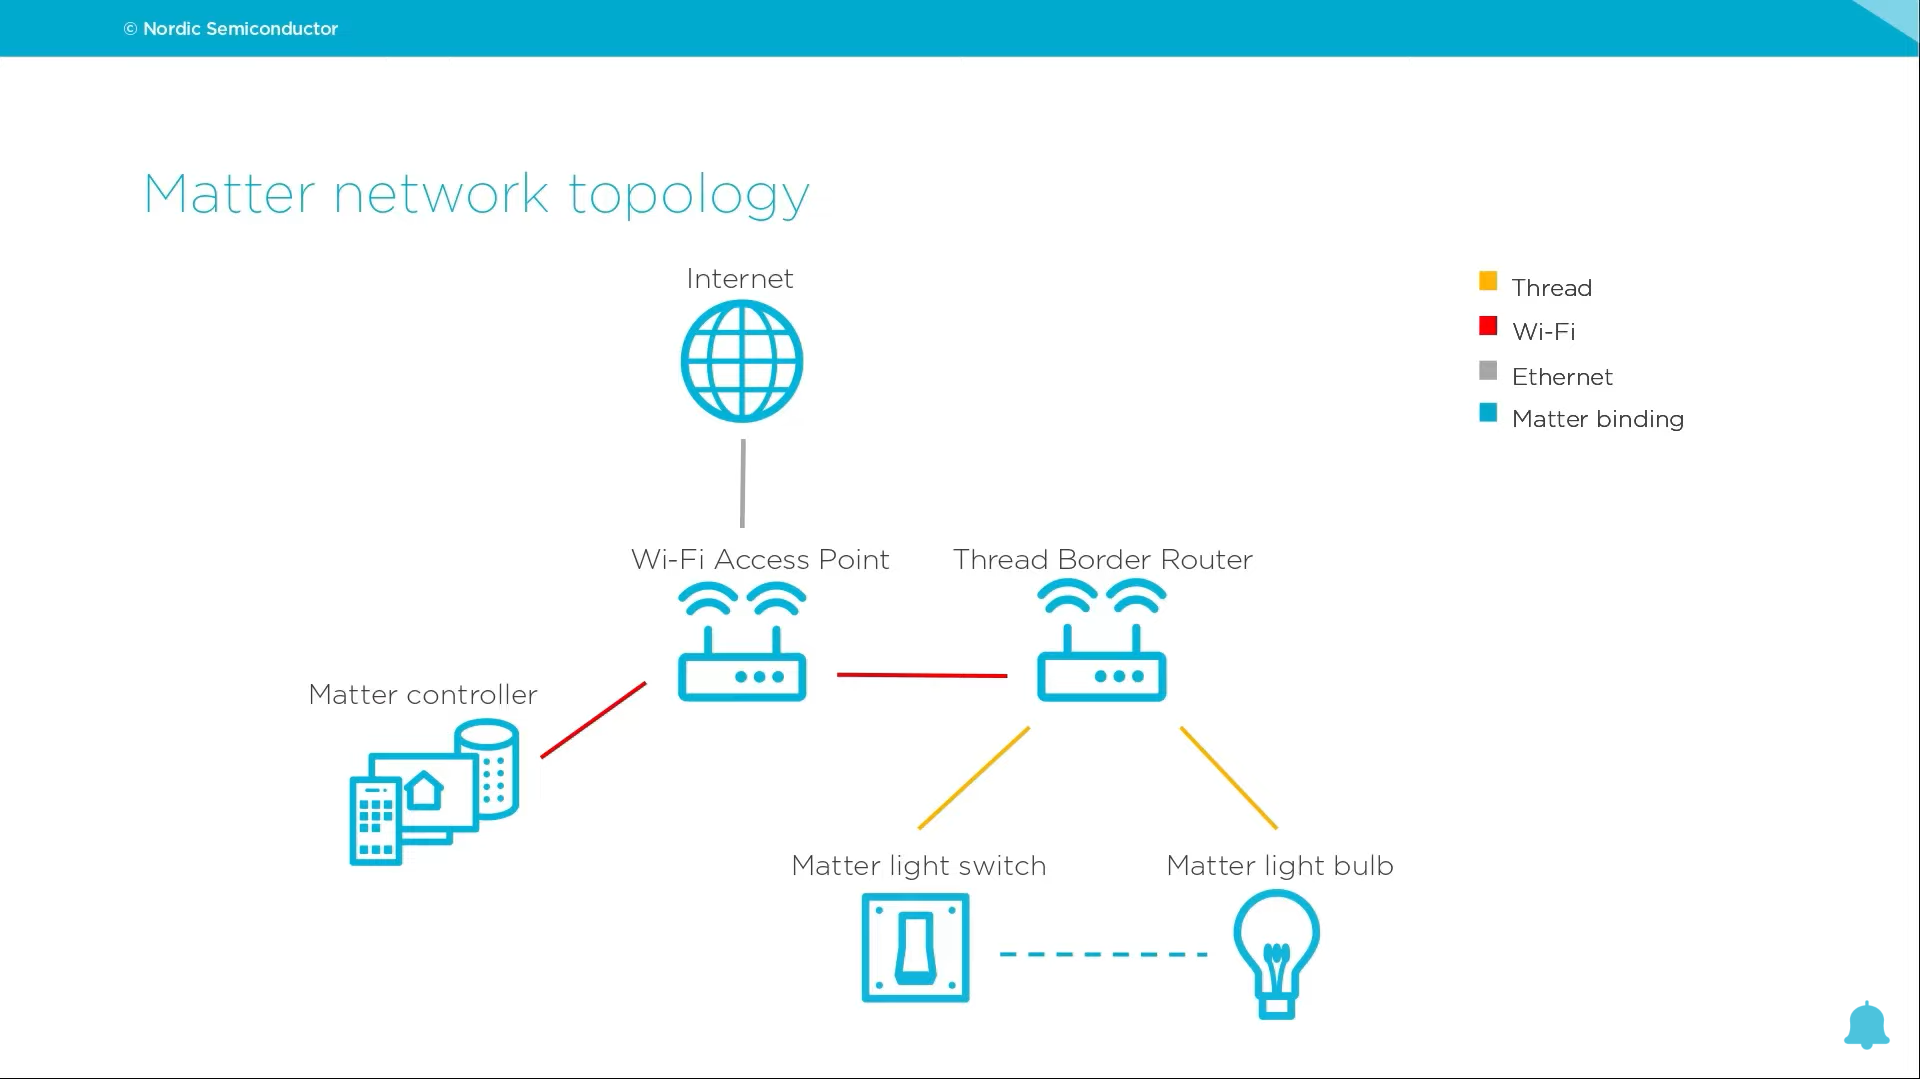 © Nordic Semiconductor
Matter network topology
Internet
Thread
Wi-Fi
Ethernet
Matter binding
Wi-Fi Access Point
Thread Border Router
Matter controller
Matter light switch
Matter light bulb